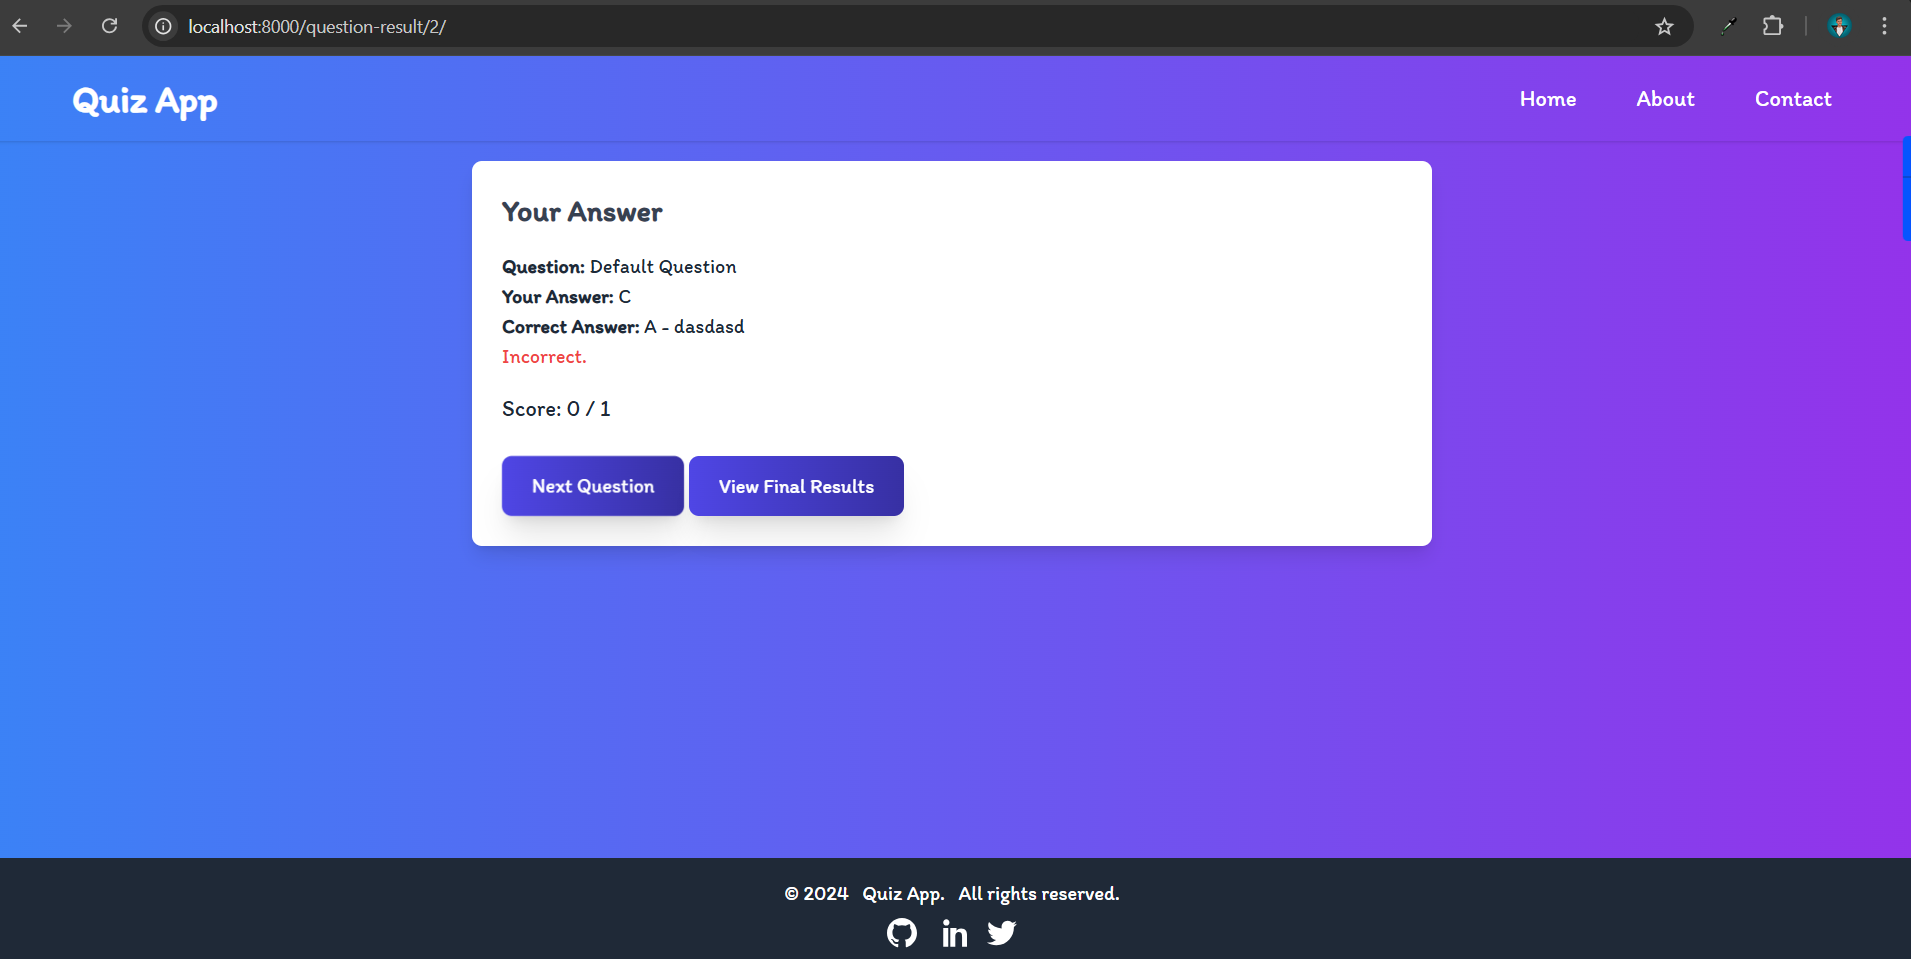 localhost:8000/question-result/2/
Quiz App
Home About Contact
Your Answer
Question: Default Question
Your Answer: C
Correct Answer: A - dasdasd
Incorrect.
Score: 0 / 1
Next Question View Final Results
© 2024 Quiz App. All rights reserved.
in